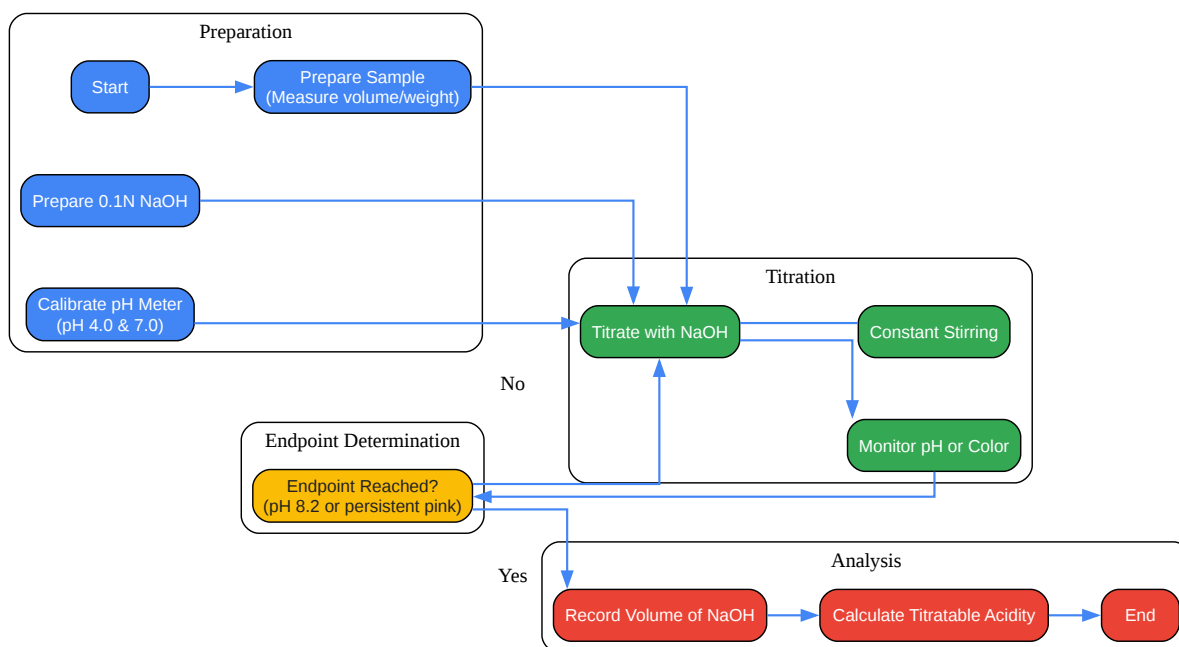 Preparation
Start
Prepare Sample
(Measure volume/weight)
Prepare 0.1N NaOH
Calibrate pH Meter
(pH 4.0 & 7.0)
Titration
Titrate with NaOH
Constant Stirring
No
Monitor pH or Color
Endpoint Determination
Endpoint Reached?
(pH 8.2 or persistent pink)
Yes
Analysis
Record Volume of NaOH
Calculate Titratable Acidity
End